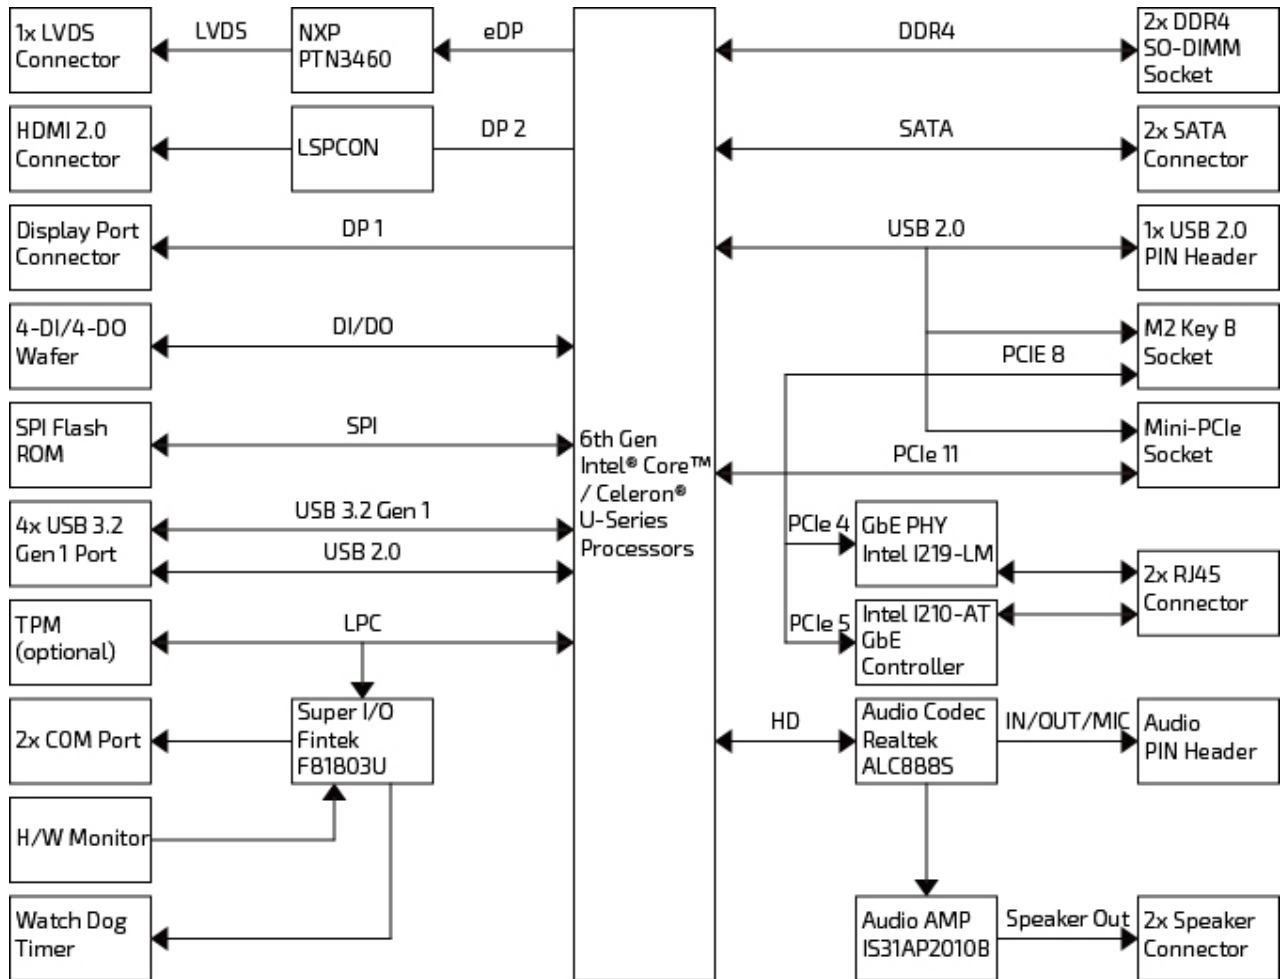 1x LVDS
Connector
LVDS
NXP
PTN3460
eDP
HDMI 2.0
Connector
LSPCON
DP 2
Display Port
Connector
DP 1
4-DI/4-DO
Wafer
DI/DO
SPI Flash
ROM
SPI
4x USB 3.2
Gen 1 Port
USB 3.2 Gen 1
USB 2.0
TPM
(optional)
LPC
2x COM Port
Super I/O
Fintek
F81803U
H/W Monitor
Watch Dog
Timer
6th Gen
Intel® Core™
/ Celeron®
U-Series
Processors
DDR4
2x DDR4
SO-DIMM
Socket
SATA
2x SATA
Connector
USB 2.0
1x USB 2.0
PIN Header
M2 Key B
Socket
PCIE 8
Mini-PCIe
Socket
PCIe 11
PCIe 4
GbE PHY
Intel I219-LM
2x RJ45
Connector
PCIe 5
Intel I210-AT
GbE
Controller
HD
Audio Codec
Realtek
ALC888S
IN/OUT/MIC
Audio
PIN Header
Audio AMP
IS31AP2010B
Speaker Out
2x Speaker
Connector